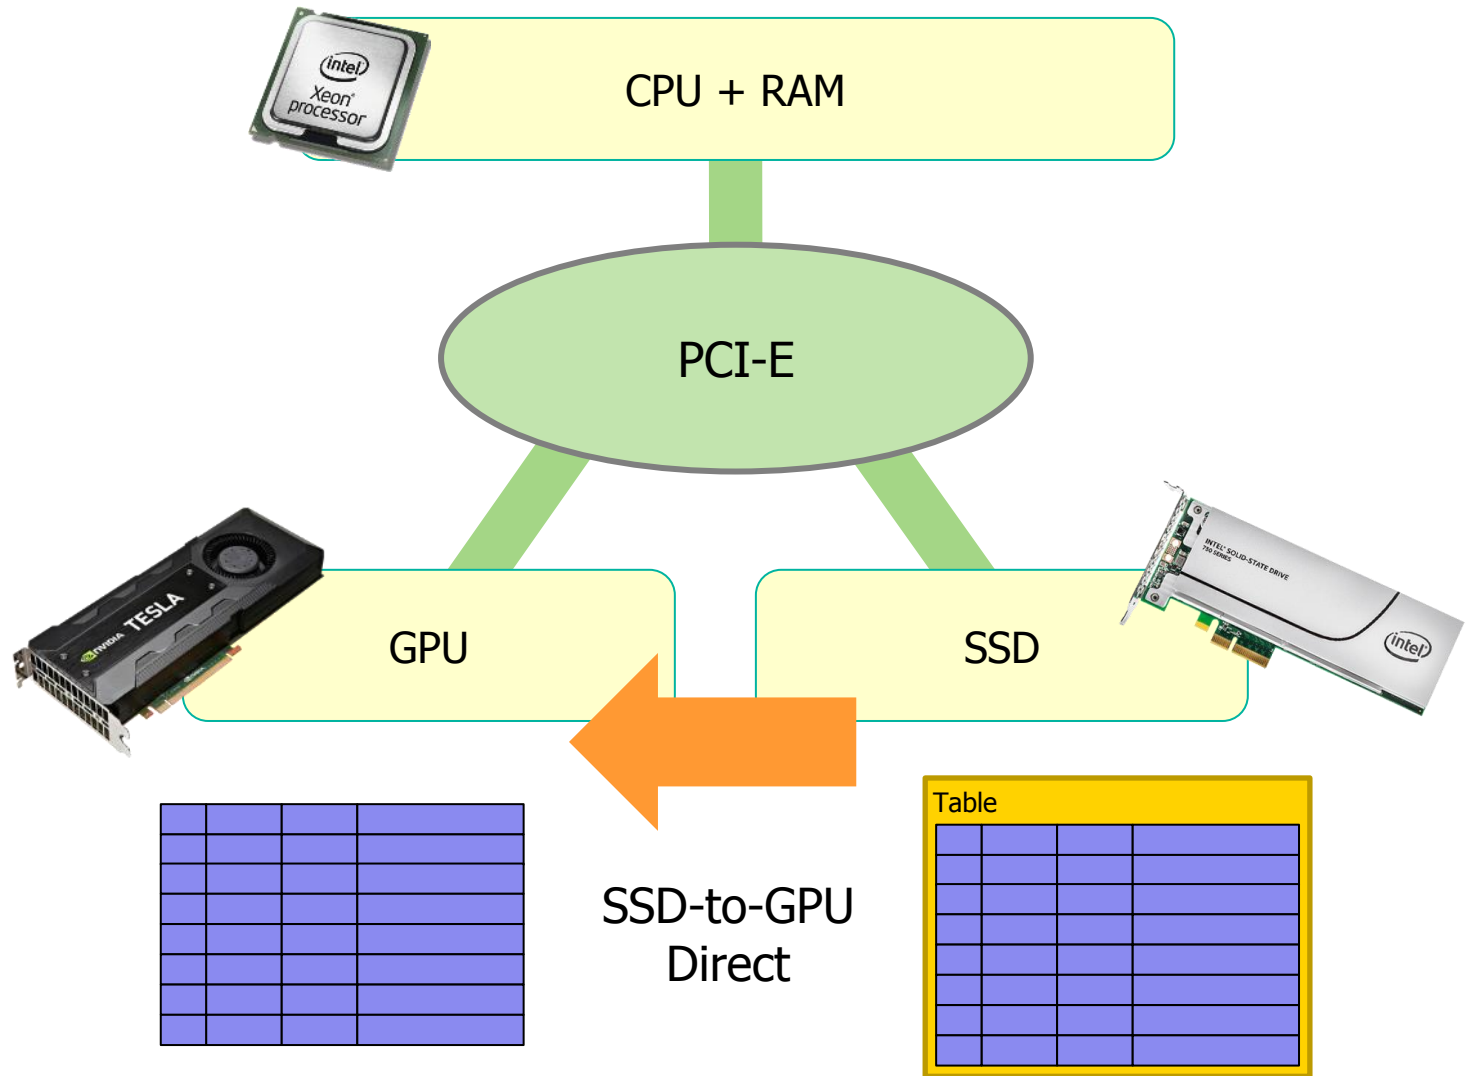 intel
Xeon®
processor
CPU + RAM
PCI-E
NVIDIA TESLA
GPU
SSD
INTEL® SOLID-STATE DRIVE
750 SERIES
intel
Table
SSD-to-GPU
Direct